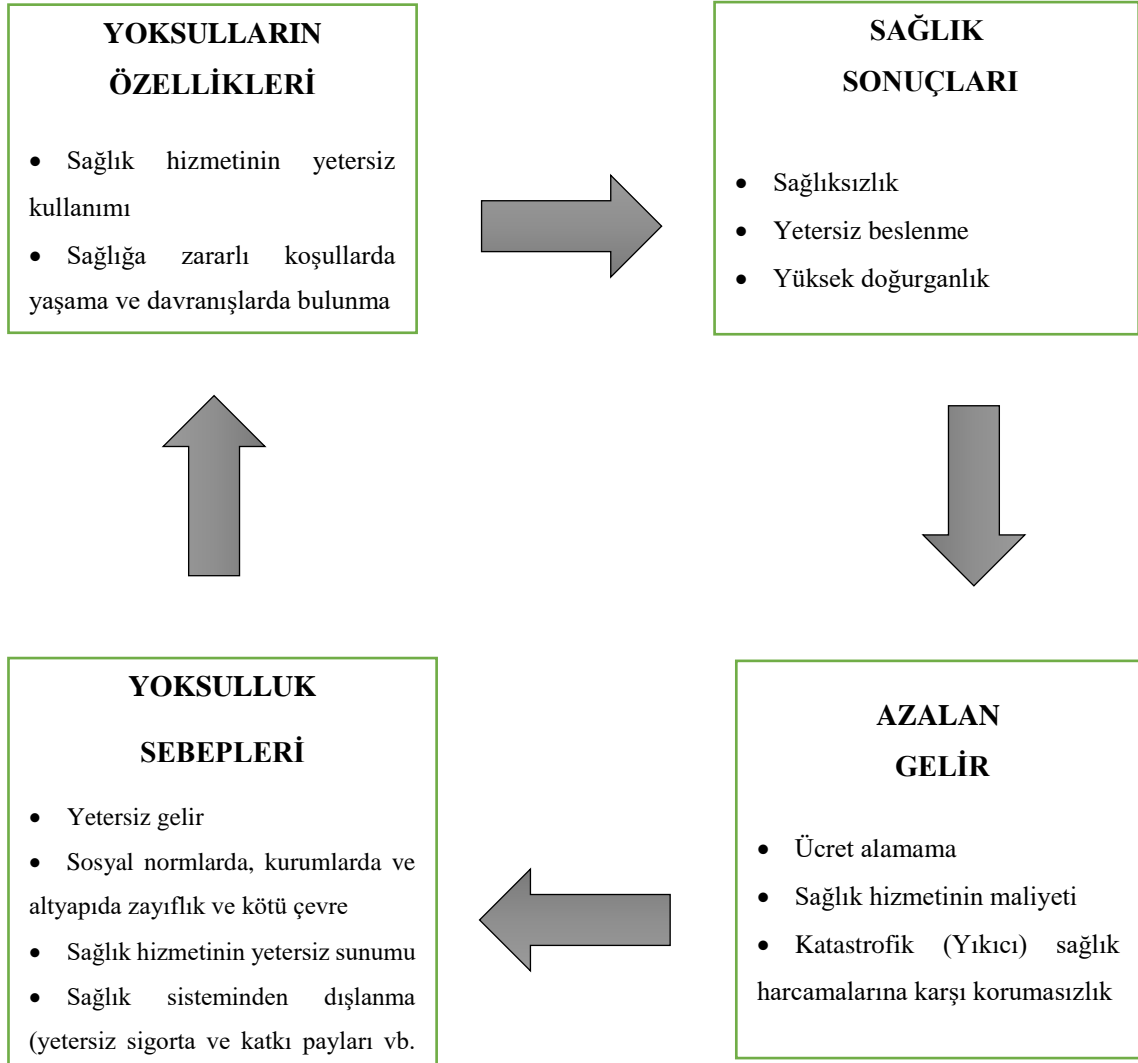 YOKSULLARIN
ÖZELLİKLERİ
• Sağlık hizmetinin yetersiz
kullanımı
• Sağlığa zararlı koşullarda
yaşama ve davranışlarda bulunma
SAĞLIK
SONUÇLARI
• Sağlıksızlık
• Yetersiz beslenme
• Yüksek doğurganlık
YOKSULLUK
SEBEPLERİ
• Yetersiz gelir
• Sosyal normlarda, kurumlarda ve
altyapıda zayıflık ve kötü çevre
• Sağlık hizmetinin yetersiz sunumu
• Sağlık sisteminden dışlanma
(yetersiz sigorta ve katkı payları vb.
AZALAN
GELİR
• Ücret alamama
• Sağlık hizmetinin maliyeti
• Katastrofik (Yıkıcı) sağlık
harcamalarına karşı korumasızlık